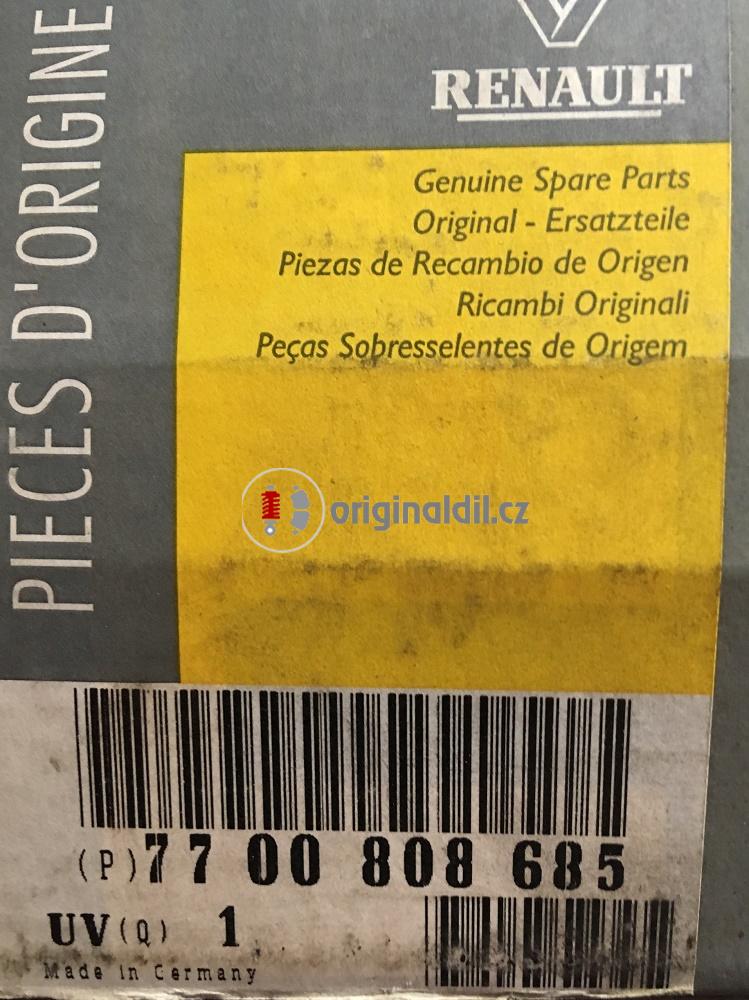 PIECES D'ORIGINE
RENAULT
Genuine Spare Parts
Original - Ersatzteile
Piezas de Recambio de Origen
Ricambi Originali
Peças Sobresselentes de Origem
originaldil.cz
(P) 77 00 808 685
UV (Q) 1
Made in Germany